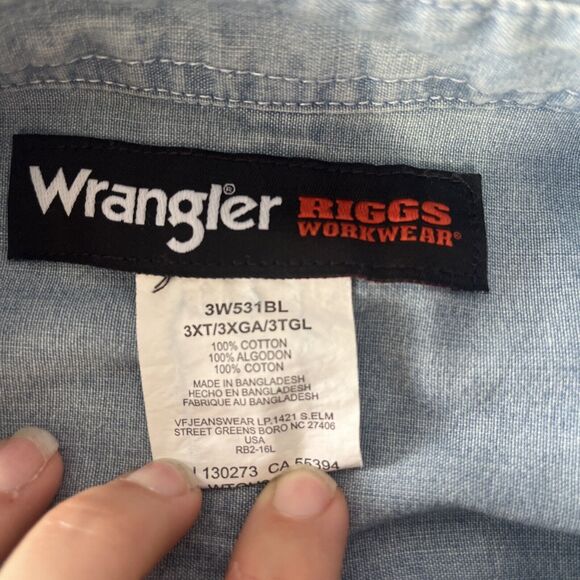 Wrangler® RIGGS
WORKWEAR®
3W531BL
3XT/3XGA/3TGL
100% COTTON
100% ALGODON
100% COTON
MADE IN BANGLADESH
HECHO EN BANGLADESH
FABRIQUE AU BANGLADESH
VFJEANSWEAR LP.1421 S.ELM
STREET GREENS BORO NC 27406
USA
RB2-16L
130273 CA 55394